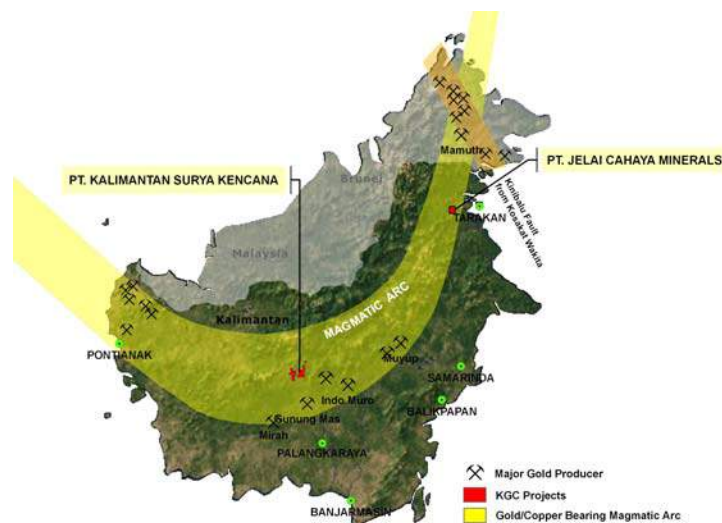 Mamuth
PT. JELAI CAHAYA MINERALS
PT. KALIMANTAN SURYA KENCANA
Brunei
Kinibalu Fault
from Kosakat Wakita
TARAKAN
Malaysia
Kalimantan
MAGMATIC ARC
PONTIANAK
Muyup
SAMARINDA
Indo Muro
BALIKPAPAN
Gunung Mas
Mirah
PALANGKARAYA
BANJARMASIN
Major Gold Producer
KGC Projects
Gold/Copper Bearing Magmatic Arc